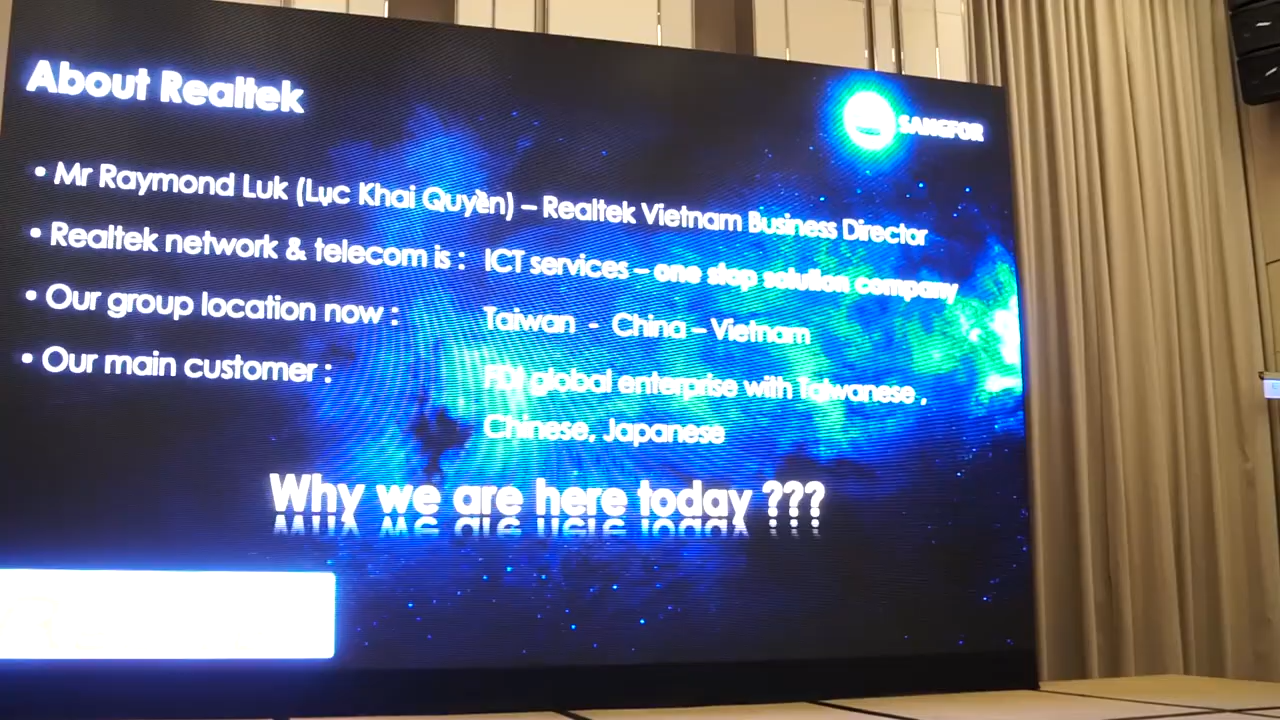 About Realtek
SANGFOR
• Mr Raymond Luk (Lục Khai Quyền) – Realtek Vietnam Business Director
• Realtek network & telecom is : ICT services – one stop solution company
• Our group location now : Taiwan - China – Vietnam
• Our main customer : FDI global enterprise with Taiwanese ,
Chinese, Japanese
Why we are here today ???